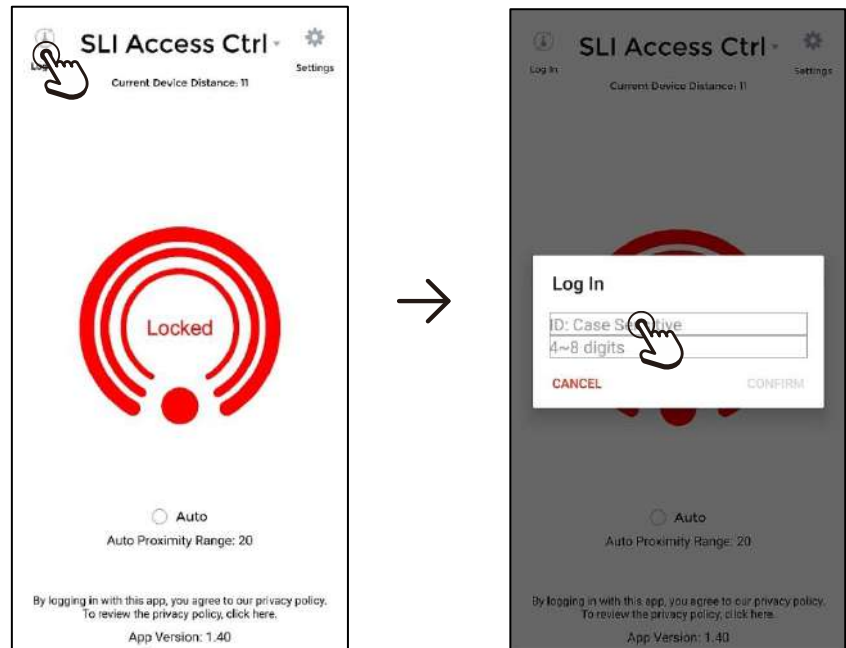 SLI Access Ctrl
Settings
Current Device Distance: 11
Locked
Auto
Auto Proximity Range: 20
By logging in with this app, you agree to our privacy policy.
To review the privacy policy, click here.
App Version: 1.40
SLI Access Ctrl
Log In
Settings
Current Device Distance: 11
Log In
ID: Case
4~8 digits
CANCEL
CONFIRM
Auto
Auto Proximity Range: 20
By logging in with this app, you agree to our privacy policy.
To review the privacy policy, click here.
App Version: 1.40